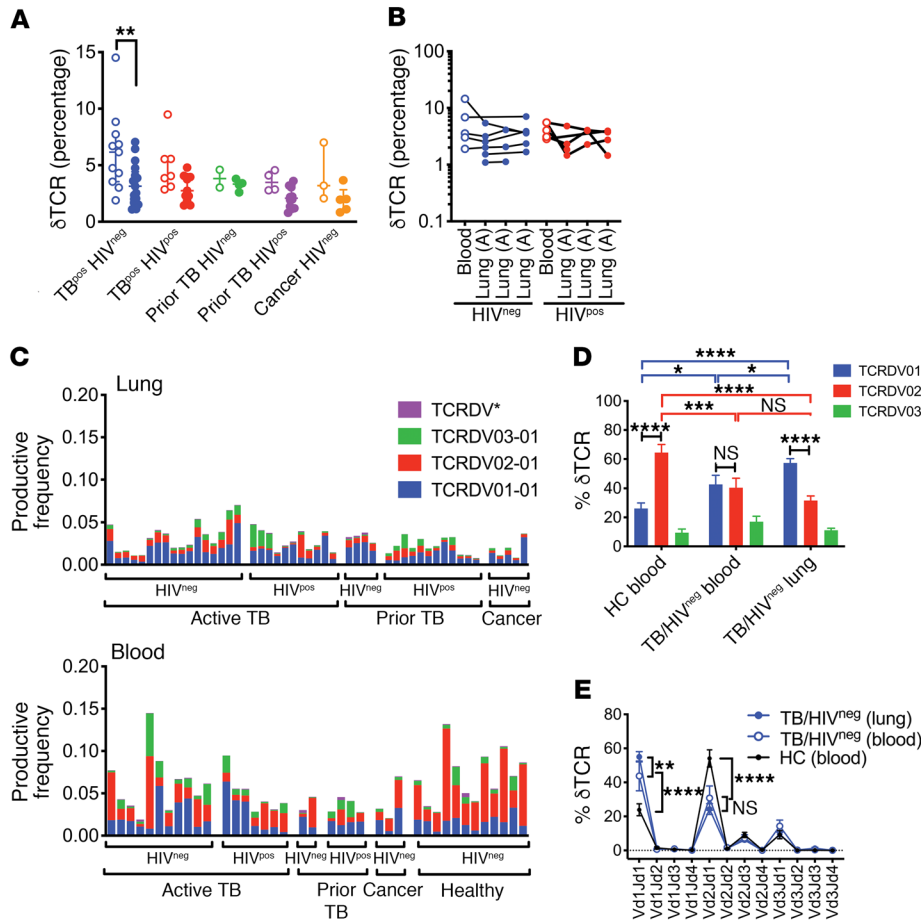 A
**
δTCR (percentage)
15
10
5
0
TBpos HIVneg
TBpos HIVpos
Prior TB HIVneg
Prior TB HIVpos
Cancer HIVneg
B
δTCR (percentage)
100
10
1
0.1
Blood
Lung (A)
Lung (A)
Lung (A)
Blood
Lung (A)
Lung (A)
Lung (A)
HIVneg
HIVpos
C
Lung
Productive
frequency
0.20
0.15
0.10
0.05
0.00
TCRDV*
TCRDV03-01
TCRDV02-01
TCRDV01-01
HIVneg HIVpos HIVneg HIVpos HIVneg
Active TB Prior TB Cancer
Blood
Productive
frequency
0.20
0.15
0.10
0.05
0.00
HIVneg HIVpos HIVneg HIVpos HIVneg HIVneg
Active TB Prior TB Cancer Healthy
D
% δTCR
100
80
60
40
20
0
****
* *
****
*** NS
**** NS ****
TCRDV01
TCRDV02
TCRDV03
HC blood
TB/HIVneg blood
TB/HIVneg lung
E
% δTCR
80
60
40
20
0
TB/HIVneg (lung)
TB/HIVneg (blood)
HC (blood)
**
****
****
NS
Vd1Jd1
Vd1Jd2
Vd1Jd3
Vd1Jd4
Vd2Jd1
Vd2Jd2
Vd2Jd3
Vd2Jd4
Vd3Jd1
Vd3Jd2
Vd3Jd3
Vd3Jd4